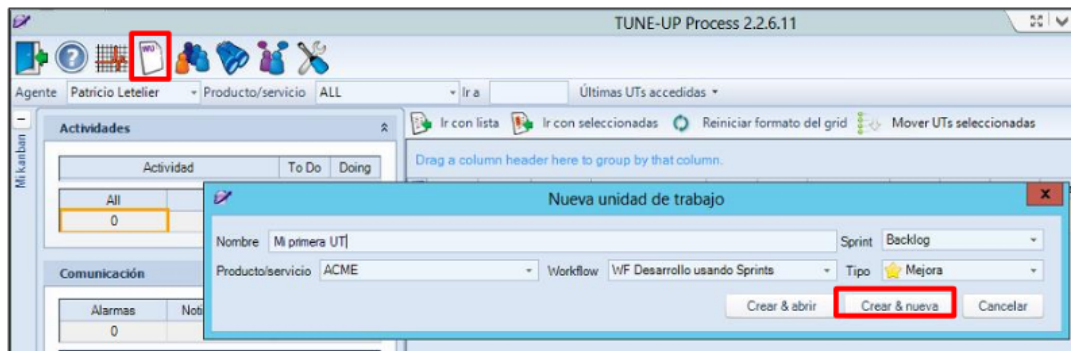 TUNE-UP Process 2.2.6.11
WU
Agente Patricio Letelier Producto/servicio ALL Ir a Últimas UTs accedidas
Mi kanban
Actividades
Ir con lista Ir con seleccionadas Reiniciar formato del grid Mover UTs seleccionadas
Drag a column header here to group by that column.
Actividad To Do Doing
All
0
Nueva unidad de trabajo
x
Nombre Mi primera UT Sprint Backlog
Producto/servicio ACME Workflow WF Desarrollo usando Sprints Tipo Mejora
Crear & abrir Crear & nueva Cancelar
Comunicación
Alarmas Noti
0